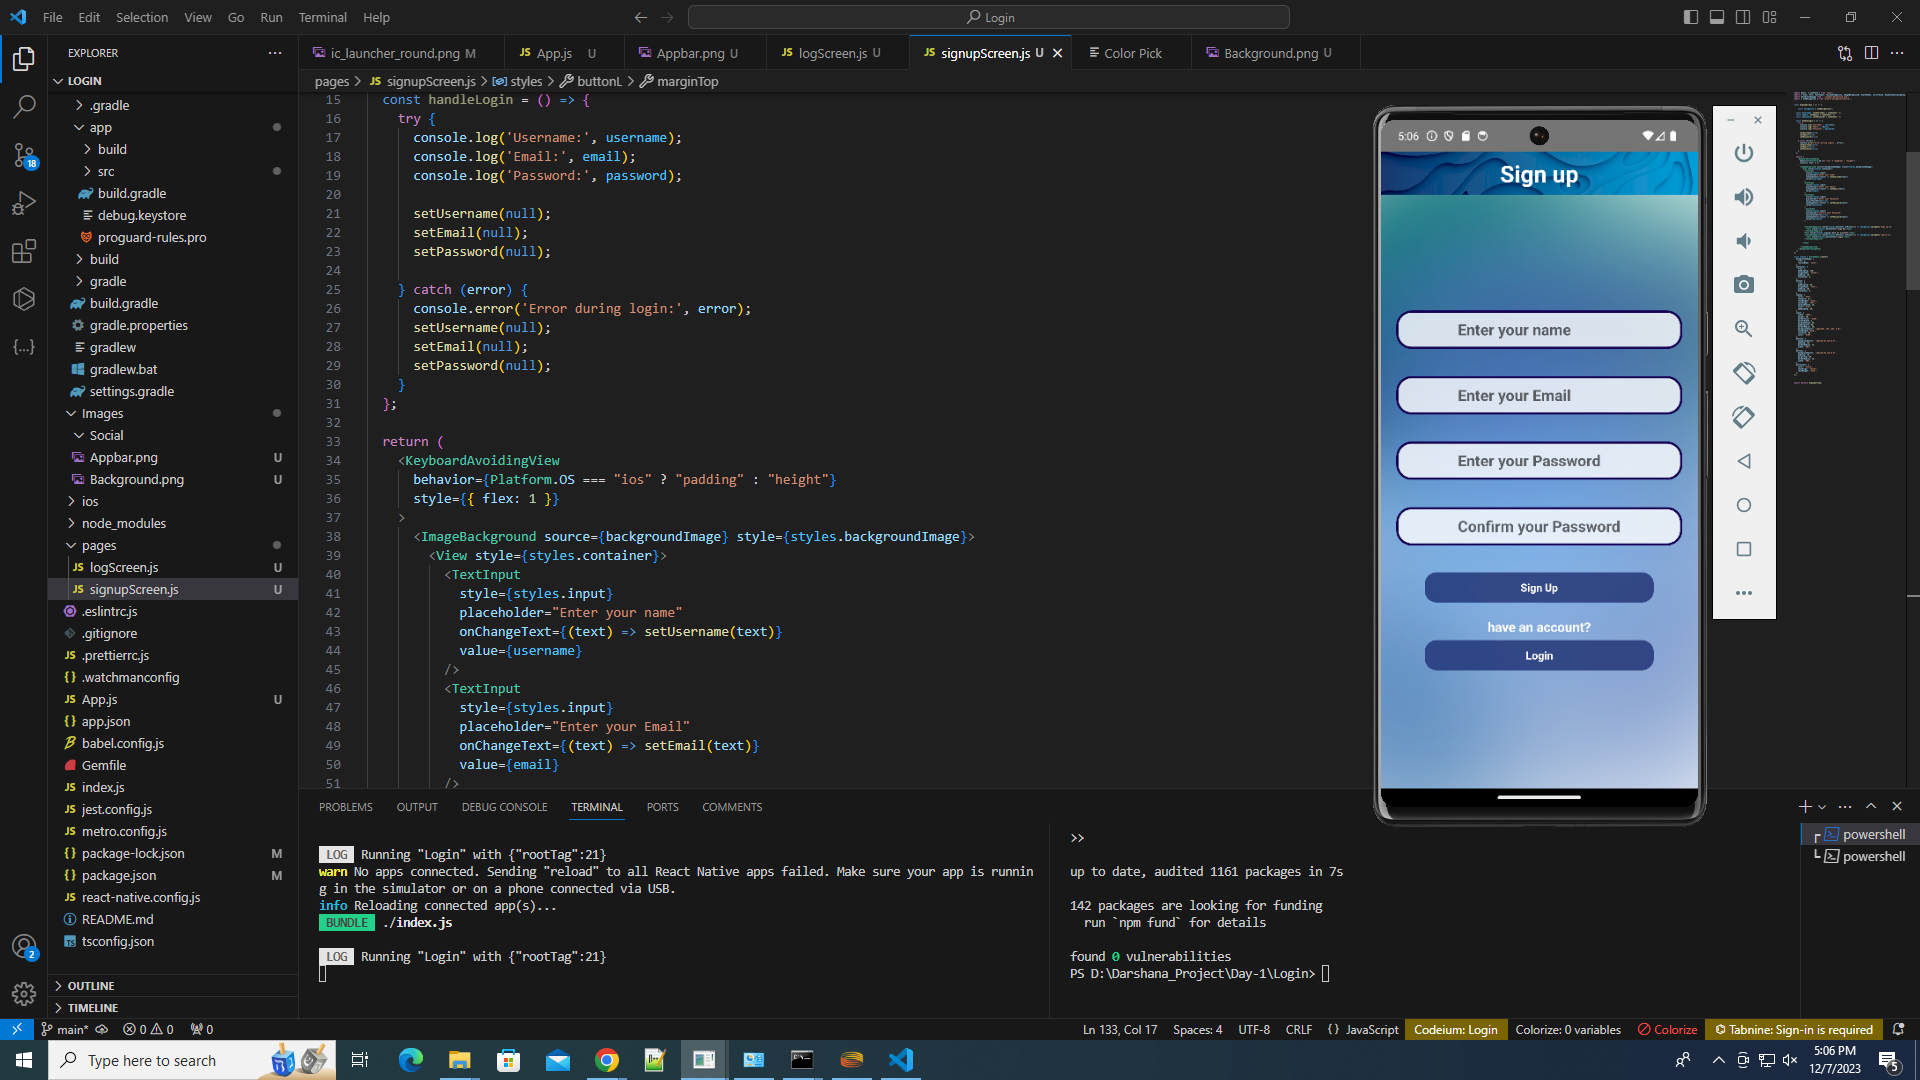 File Edit Selection View Go Run Terminal Help
Login
EXPLORER
ic_launcher_round.png M
JS App.js U
Appbar.png U
JS logScreen.js U
JS signupScreen.js U
Color Pick
Background.png U
LOGIN
pages > JS signupScreen.js > styles > buttonL > marginTop
.gradle
app
build
src
build.gradle
debug.keystore
proguard-rules.pro
build
gradle
build.gradle
gradle.properties
gradlew
gradlew.bat
settings.gradle
Images
Social
Appbar.png U
Background.png U
ios
node_modules
pages
JS logScreen.js U
JS signupScreen.js U
.eslintrc.js
.gitignore
JS .prettierrc.js
{} .watchmanconfig
JS App.js U
{} app.json
babel.config.js
Gemfile
JS index.js
JS jest.config.js
JS metro.config.js
{} package-lock.json M
{} package.json M
JS react-native.config.js
README.md
tsconfig.json
OUTLINE
TIMELINE
18
2
15 const handleLogin = () => {
16 try {
17 console.log('Username:', username);
18 console.log('Email:', email);
19 console.log('Password:', password);
20
21 setUsername(null);
22 setEmail(null);
23 setPassword(null);
24
25 } catch (error) {
26 console.error('Error during login:', error);
27 setUsername(null);
28 setEmail(null);
29 setPassword(null);
30 }
31 };
32
33 return (
34 <KeyboardAvoidingView
35 behavior={Platform.OS === "ios" ? "padding" : "height"}
36 style={{ flex: 1 }}
37 >
38 <ImageBackground source={backgroundImage} style={styles.backgroundImage}>
39 <View style={styles.container}>
40 <TextInput
41 style={styles.input}
42 placeholder="Enter your name"
43 onChangeText={(text) => setUsername(text)}
44 value={username}
45 />
46 <TextInput
47 style={styles.input}
48 placeholder="Enter your Email"
49 onChangeText={(text) => setEmail(text)}
50 value={email}
51 />
5:06
Sign up
Enter your name
Enter your Email
Enter your Password
Confirm your Password
Sign Up
have an account?
Login
PROBLEMS OUTPUT DEBUG CONSOLE TERMINAL PORTS COMMENTS
LOG Running "Login" with {"rootTag":21}
warn No apps connected. Sending "reload" to all React Native apps failed. Make sure your app is runnin
g in the simulator or on a phone connected via USB.
info Reloading connected app(s)...
BUNDLE ./index.js
LOG Running "Login" with {"rootTag":21}
>>
up to date, audited 1161 packages in 7s
142 packages are looking for funding
run `npm fund` for details
found 0 vulnerabilities
PS D:\Darshana_Project\Day-1\Login>
powershell
powershell
main* 0 0 0
Ln 133, Col 17 Spaces: 4 UTF-8 CRLF {} JavaScript Codeium: Login Colorize: 0 variables Colorize Tabnine: Sign-in is required
Type here to search
5:06 PM
12/7/2023
5